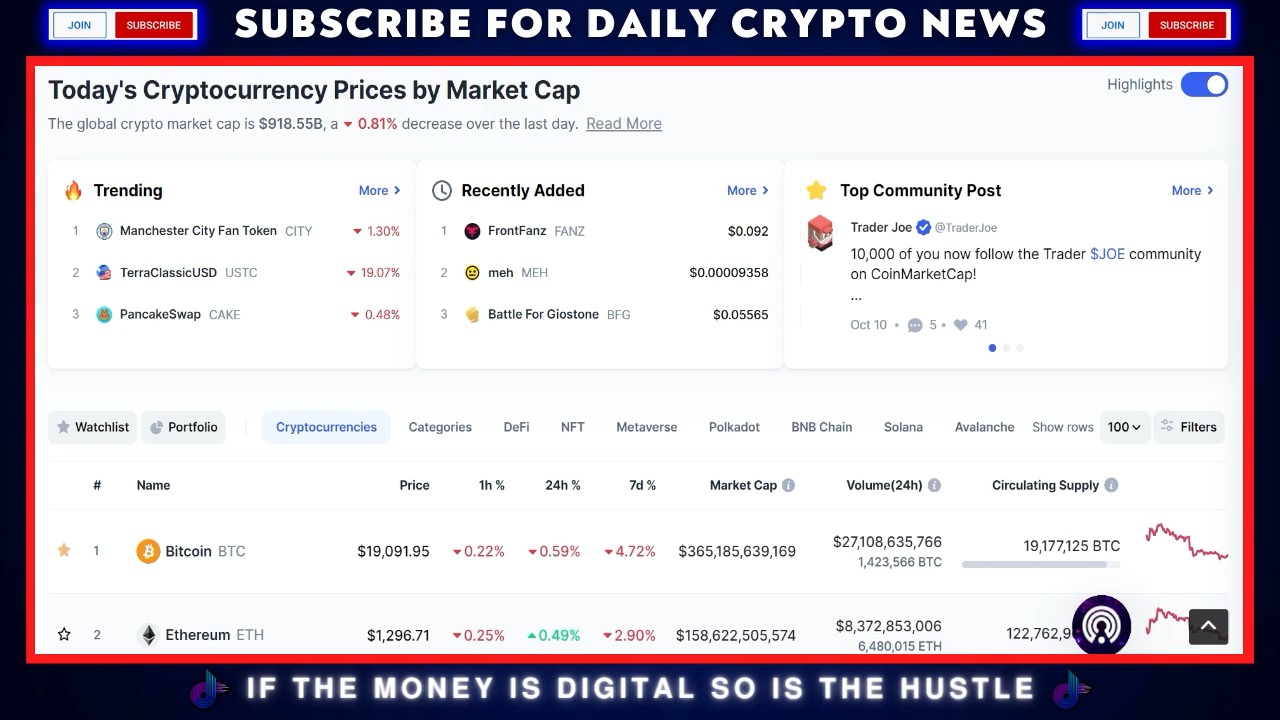 JOIN SUBSCRIBE SUBSCRIBE FOR DAILY CRYPTO NEWS JOIN SUBSCRIBE
Today's Cryptocurrency Prices by Market Cap
Highlights
The global crypto market cap is $918.55B, a 0.81% decrease over the last day. Read More
Trending More
1 Manchester City Fan Token CITY 1.30%
2 TerraClassicUSD USTC 19.07%
3 PancakeSwap CAKE 0.48%
Recently Added More
1 FrontFanz FANZ $0.092
2 meh MEH $0.00009358
3 Battle For Giostone BFG $0.05565
Top Community Post More
Trader Joe @TraderJoe
10,000 of you now follow the Trader $JOE community
on CoinMarketCap!
...
Oct 10 • 5 • 41
Watchlist Portfolio Cryptocurrencies Categories DeFi NFT Metaverse Polkadot BNB Chain Solana Avalanche Show rows 100 Filters
# Name Price 1h % 24h % 7d % Market Cap Volume(24h) Circulating Supply
1 Bitcoin BTC $19,091.95 0.22% 0.59% 4.72% $365,185,639,169 $27,108,635,766 19,177,125 BTC
1,423,566 BTC
2 Ethereum ETH $1,296.71 0.25% 0.49% 2.90% $158,622,505,574 $8,372,853,006
6,480,015 ETH
IF THE MONEY IS DIGITAL SO IS THE HUSTLE